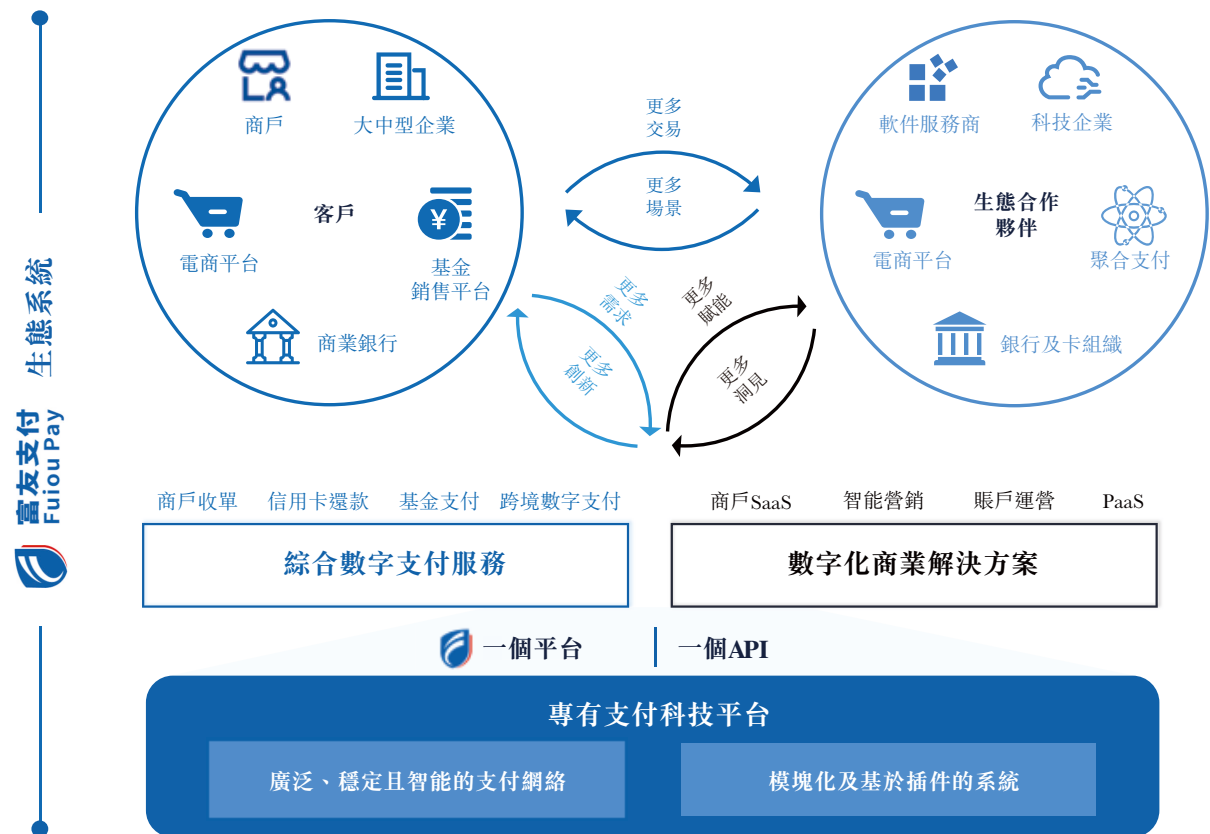 生態系統
富友支付
Fuiou Pay
商戶
大中型企業
電商平台
客戶
基金
銷售平台
商業銀行
更多
交易
更多
場景
軟件服務商
科技企業
電商平台
生態合作
夥伴
聚合支付
銀行及卡組織
更多
需求
更多
創新
更多
賦能
更多
洞見
商戶收單 信用卡還款 基金支付 跨境數字支付
綜合數字支付服務
商戶SaaS 智能營銷 賬戶運營 PaaS
數字化商業解決方案
一個平台
一個API
專有支付科技平台
廣泛、穩定且智能的支付網絡
模塊化及基於插件的系統